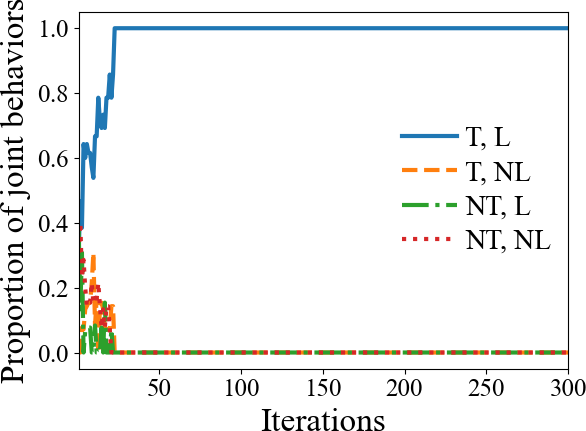 Proportion of joint behaviors
1.0
0.8
0.6
0.4
0.2
0.0
T, L
T, NL
NT, L
NT, NL
50 100 150 200 250 300
Iterations